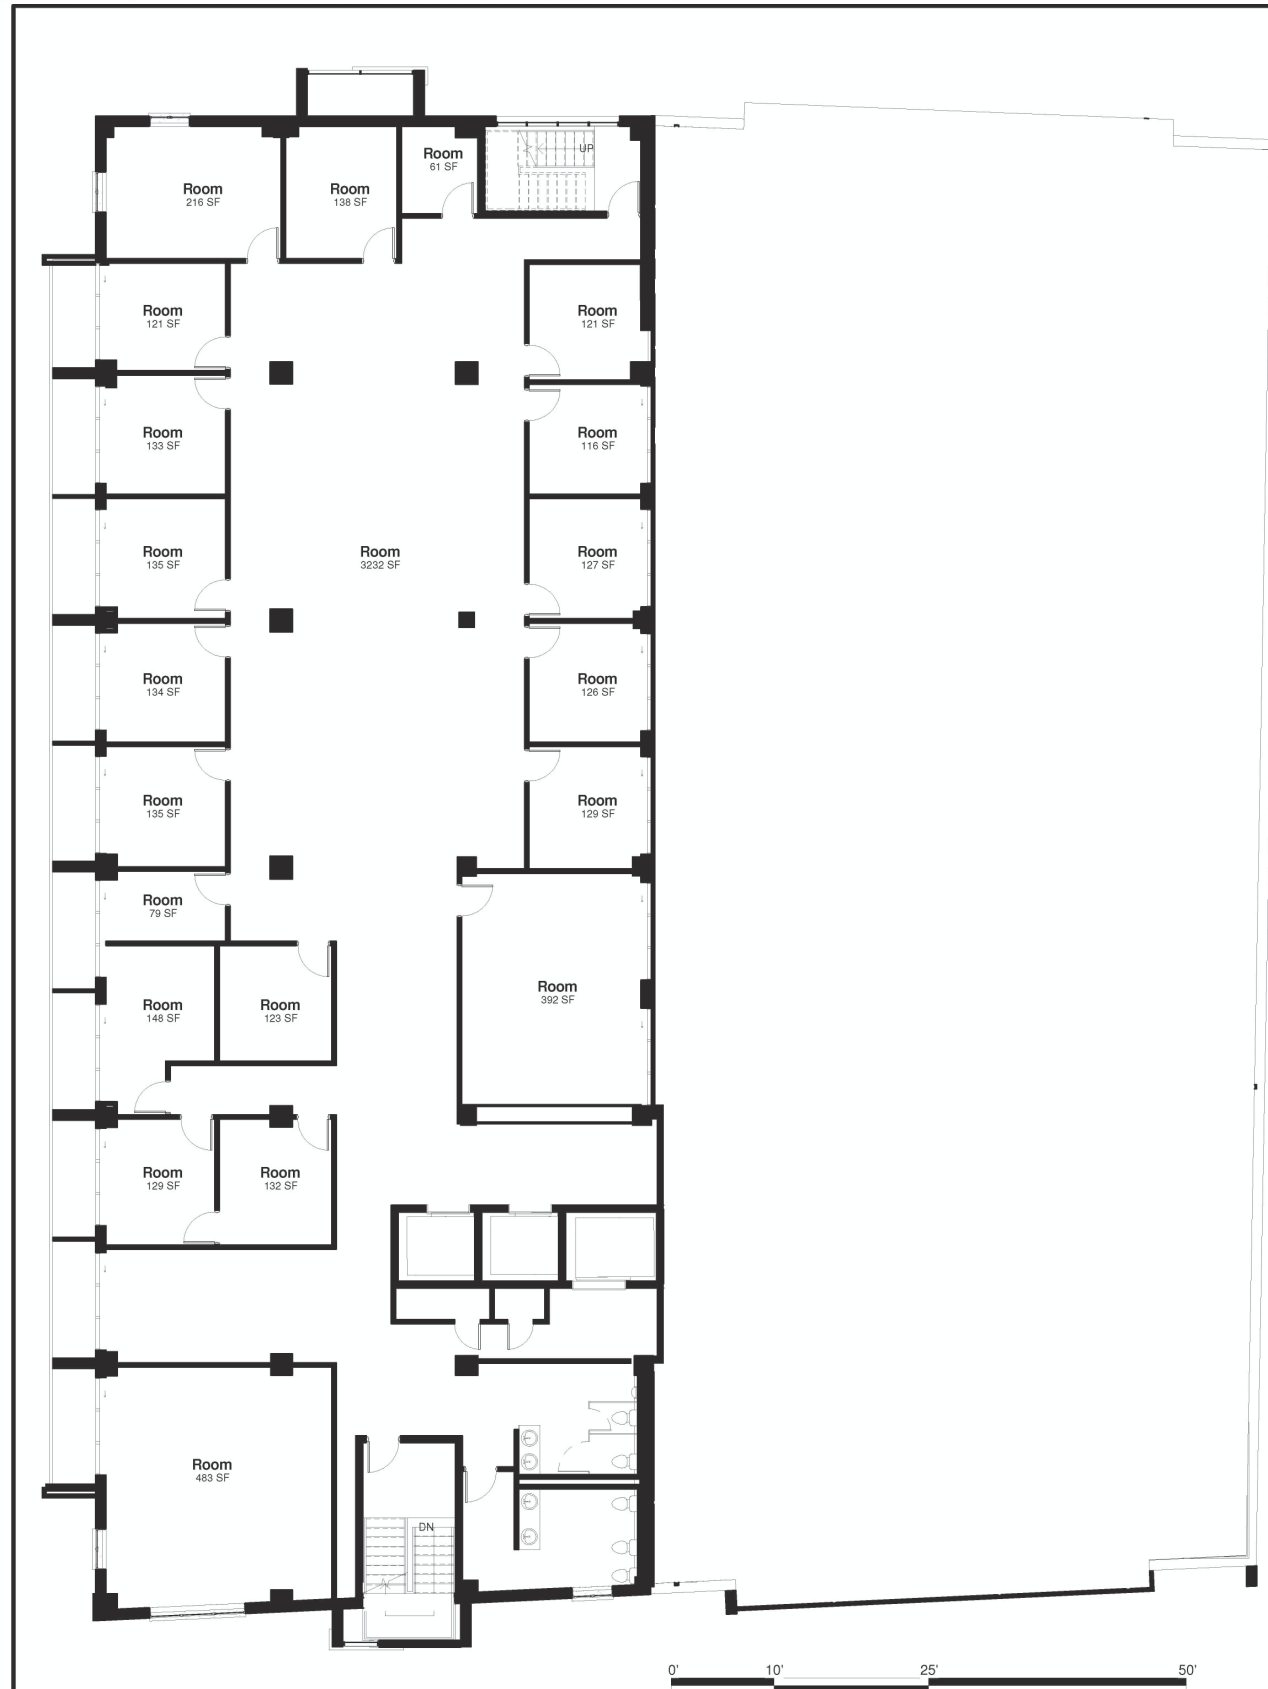 Room
61 SF
UP
Room
216 SF
Room
138 SF
Room
121 SF
Room
121 SF
Room
133 SF
Room
116 SF
Room
135 SF
Room
3232 SF
Room
127 SF
Room
134 SF
Room
126 SF
Room
135 SF
Room
129 SF
Room
79 SF
Room
392 SF
Room
148 SF
Room
123 SF
Room
129 SF
Room
132 SF
Room
483 SF
DN
0' 10' 25' 50'